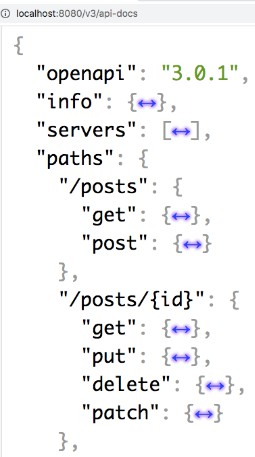 localhost:8080/v3/api-docs
{
"openapi": "3.0.1",
"info": {↔},
"servers": [↔],
"paths": {
"/posts": {
"get": {↔},
"post": {↔}
},
"/posts/{id}": {
"get": {↔},
"put": {↔},
"delete": {↔},
"patch": {↔}
},